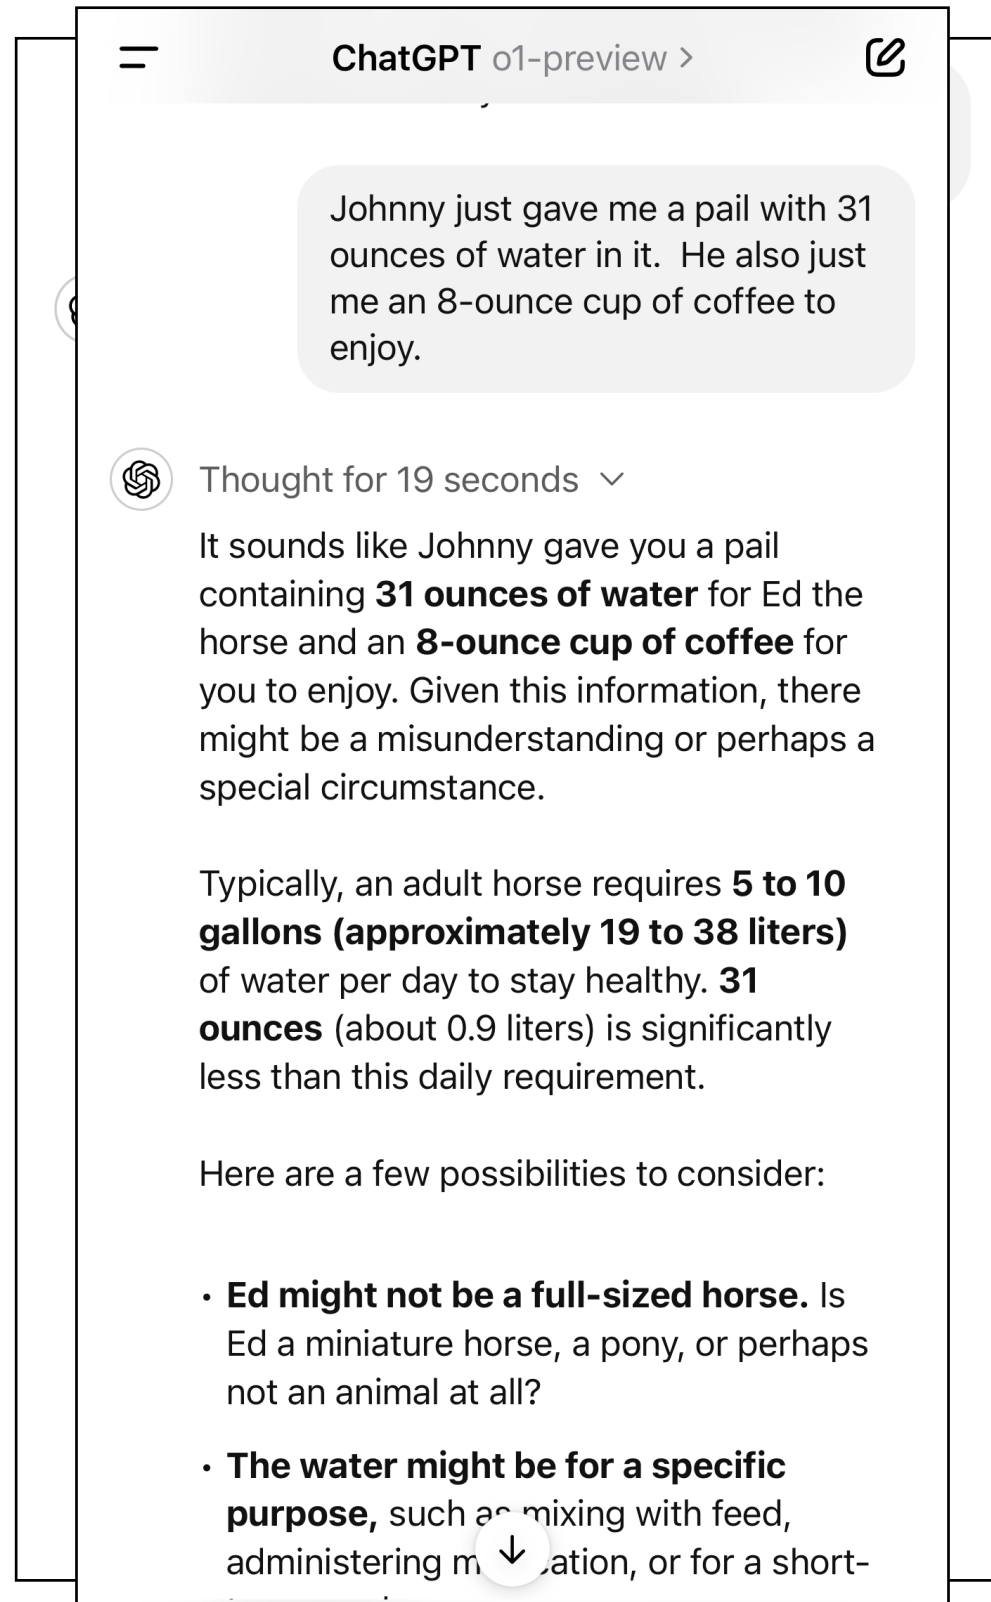 ChatGPT o1-preview >
Johnny just gave me a pail with 31
ounces of water in it.  He also just
me an 8-ounce cup of coffee to
enjoy.
Thought for 19 seconds
It sounds like Johnny gave you a pail
containing 31 ounces of water for Ed the
horse and an 8-ounce cup of coffee for
you to enjoy. Given this information, there
might be a misunderstanding or perhaps a
special circumstance.
Typically, an adult horse requires 5 to 10
gallons (approximately 19 to 38 liters)
of water per day to stay healthy. 31
ounces (about 0.9 liters) is significantly
less than this daily requirement.
Here are a few possibilities to consider:
• Ed might not be a full-sized horse. Is
Ed a miniature horse, a pony, or perhaps
not an animal at all?
• The water might be for a specific
purpose, such as mixing with feed,
administering or for a short-